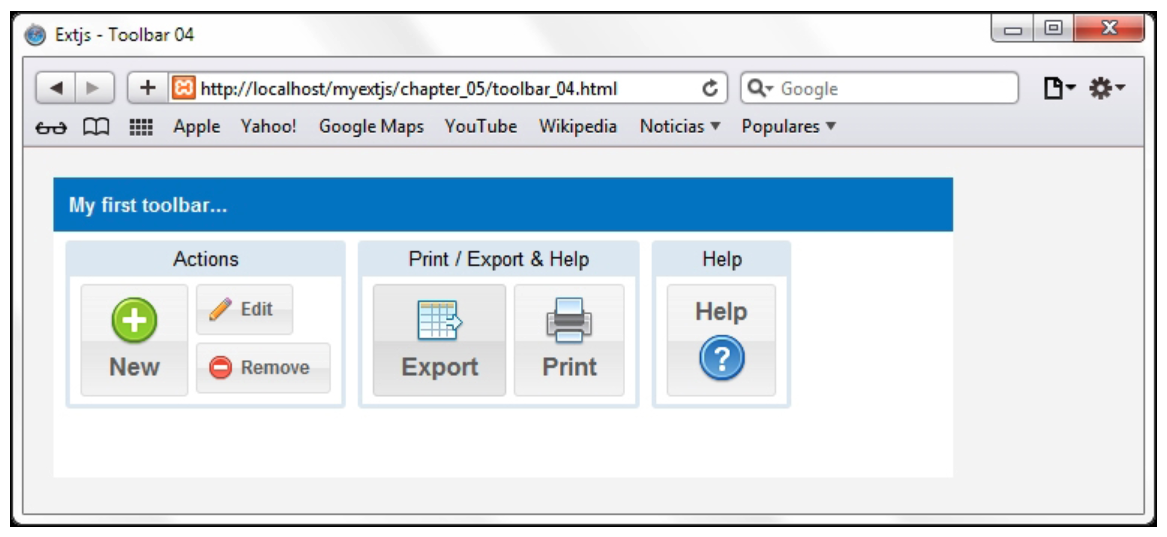 Extjs - Toolbar 04
http://localhost/myextjs/chapter_05/toolbar_04.html
Google
Apple Yahoo! Google Maps YouTube Wikipedia Noticias Populares
My first toolbar...
Actions
New
Edit
Remove
Print / Export & Help
Export
Print
Help
Help